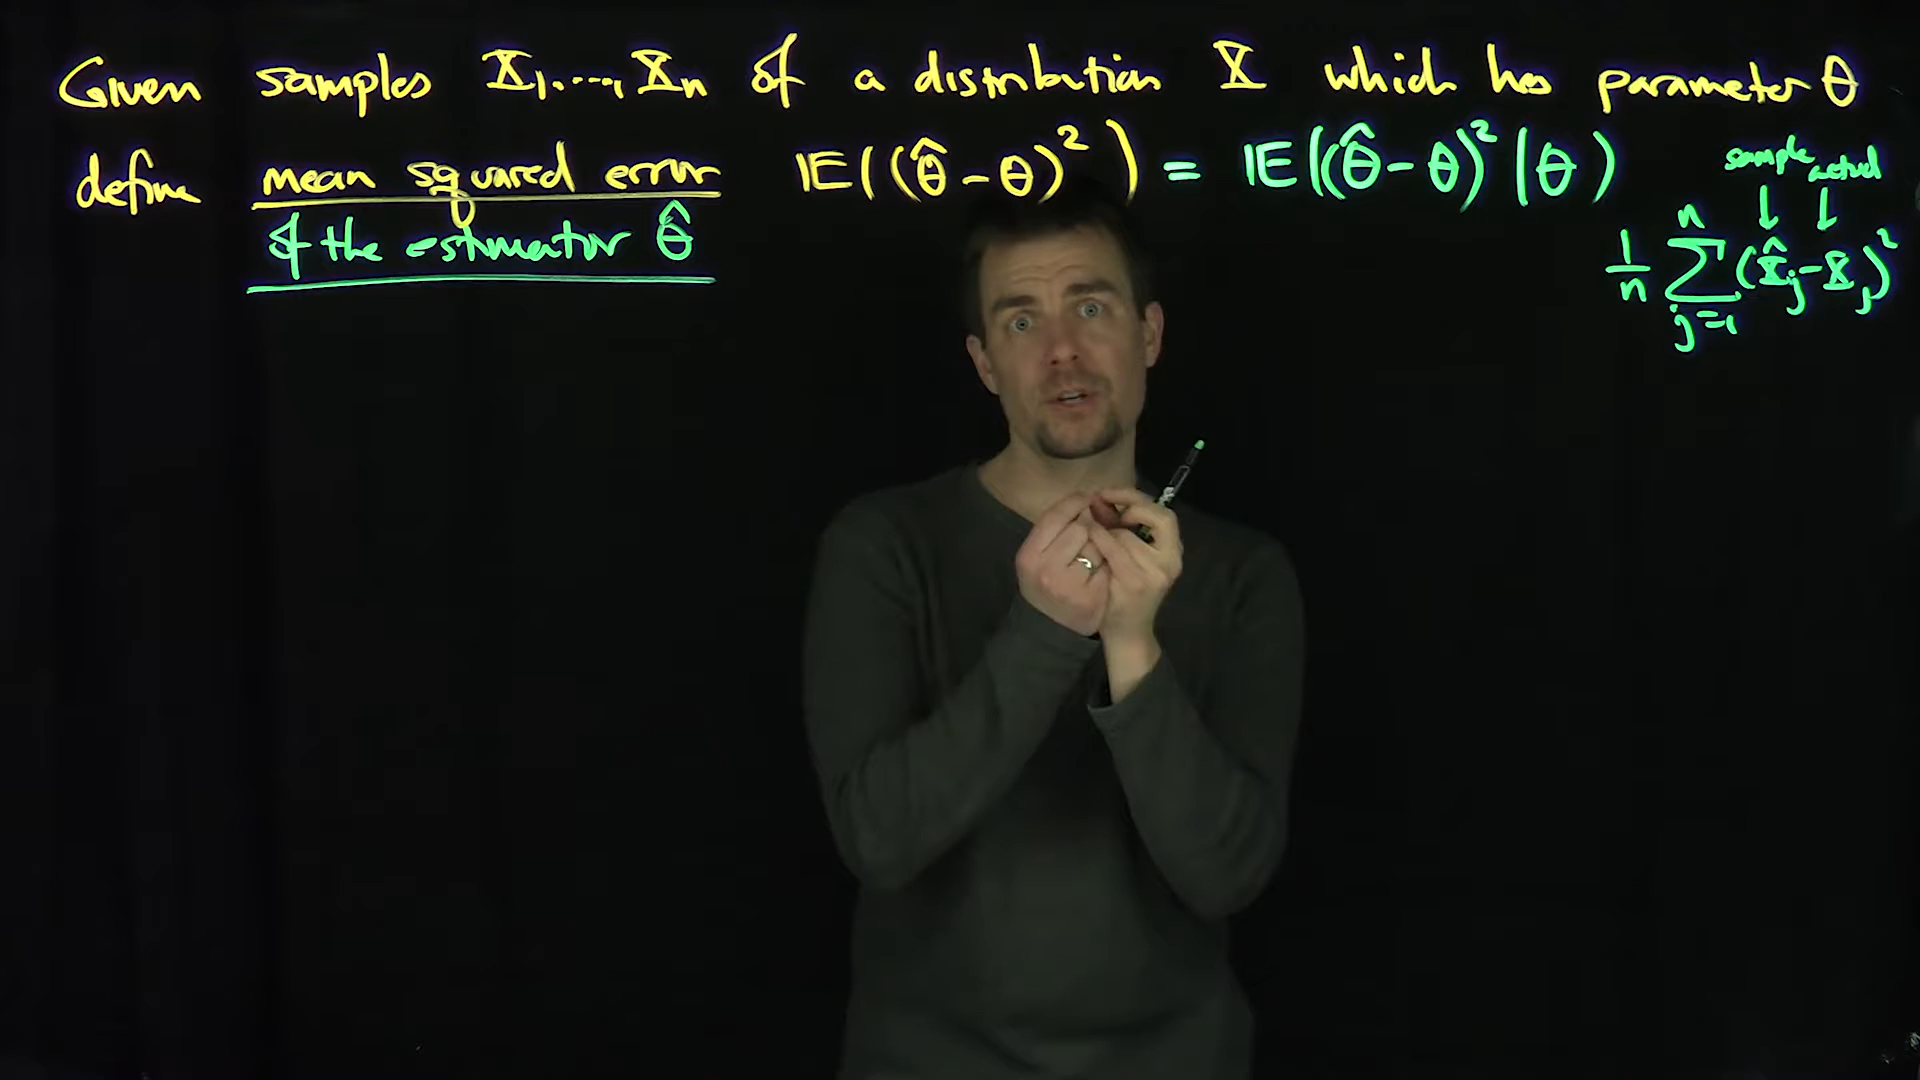 Given samples X₁,...,Xₙ of a distribution X which has parameter θ
define mean squared error 𝔼((θ̂-θ)²) = 𝔼((θ̂-θ)²|θ)
of the estimator θ̂
sample actual
↓ ↓
1/n ∑ⁿⱼ₌₁ (X̂ⱼ-Xⱼ)²